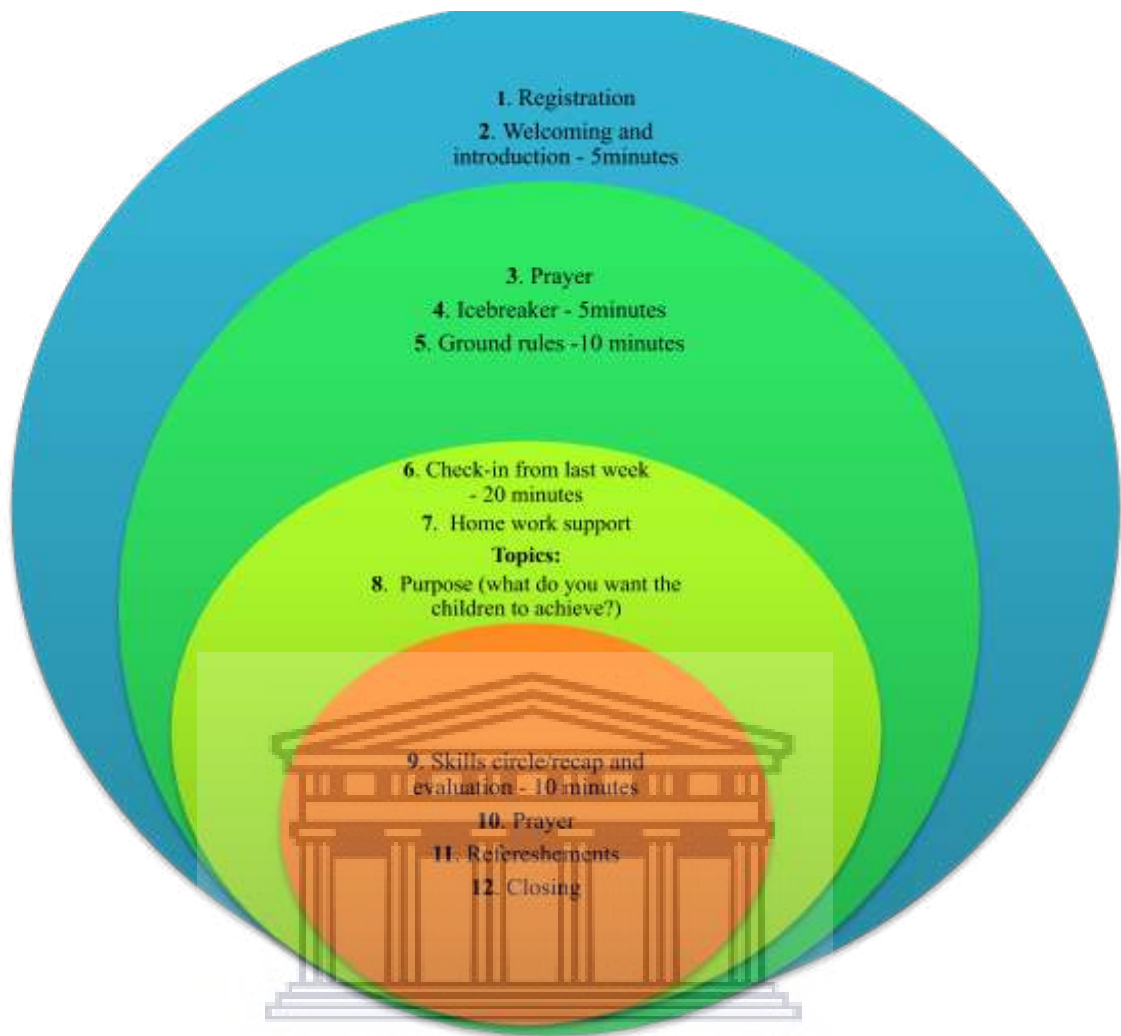 1. Registration
2. Welcoming and
introduction - 5minutes
3. Prayer
4. Icebreaker - 5minutes
5. Ground rules -10 minutes
6. Check-in from last week
- 20 minutes
7. Home work support
Topics:
8. Purpose (what do you want the
children to achieve?)
9. Skills circle/recap and
evaluation - 10 minutes
10. Prayer
11. Refereshements
12. Closing